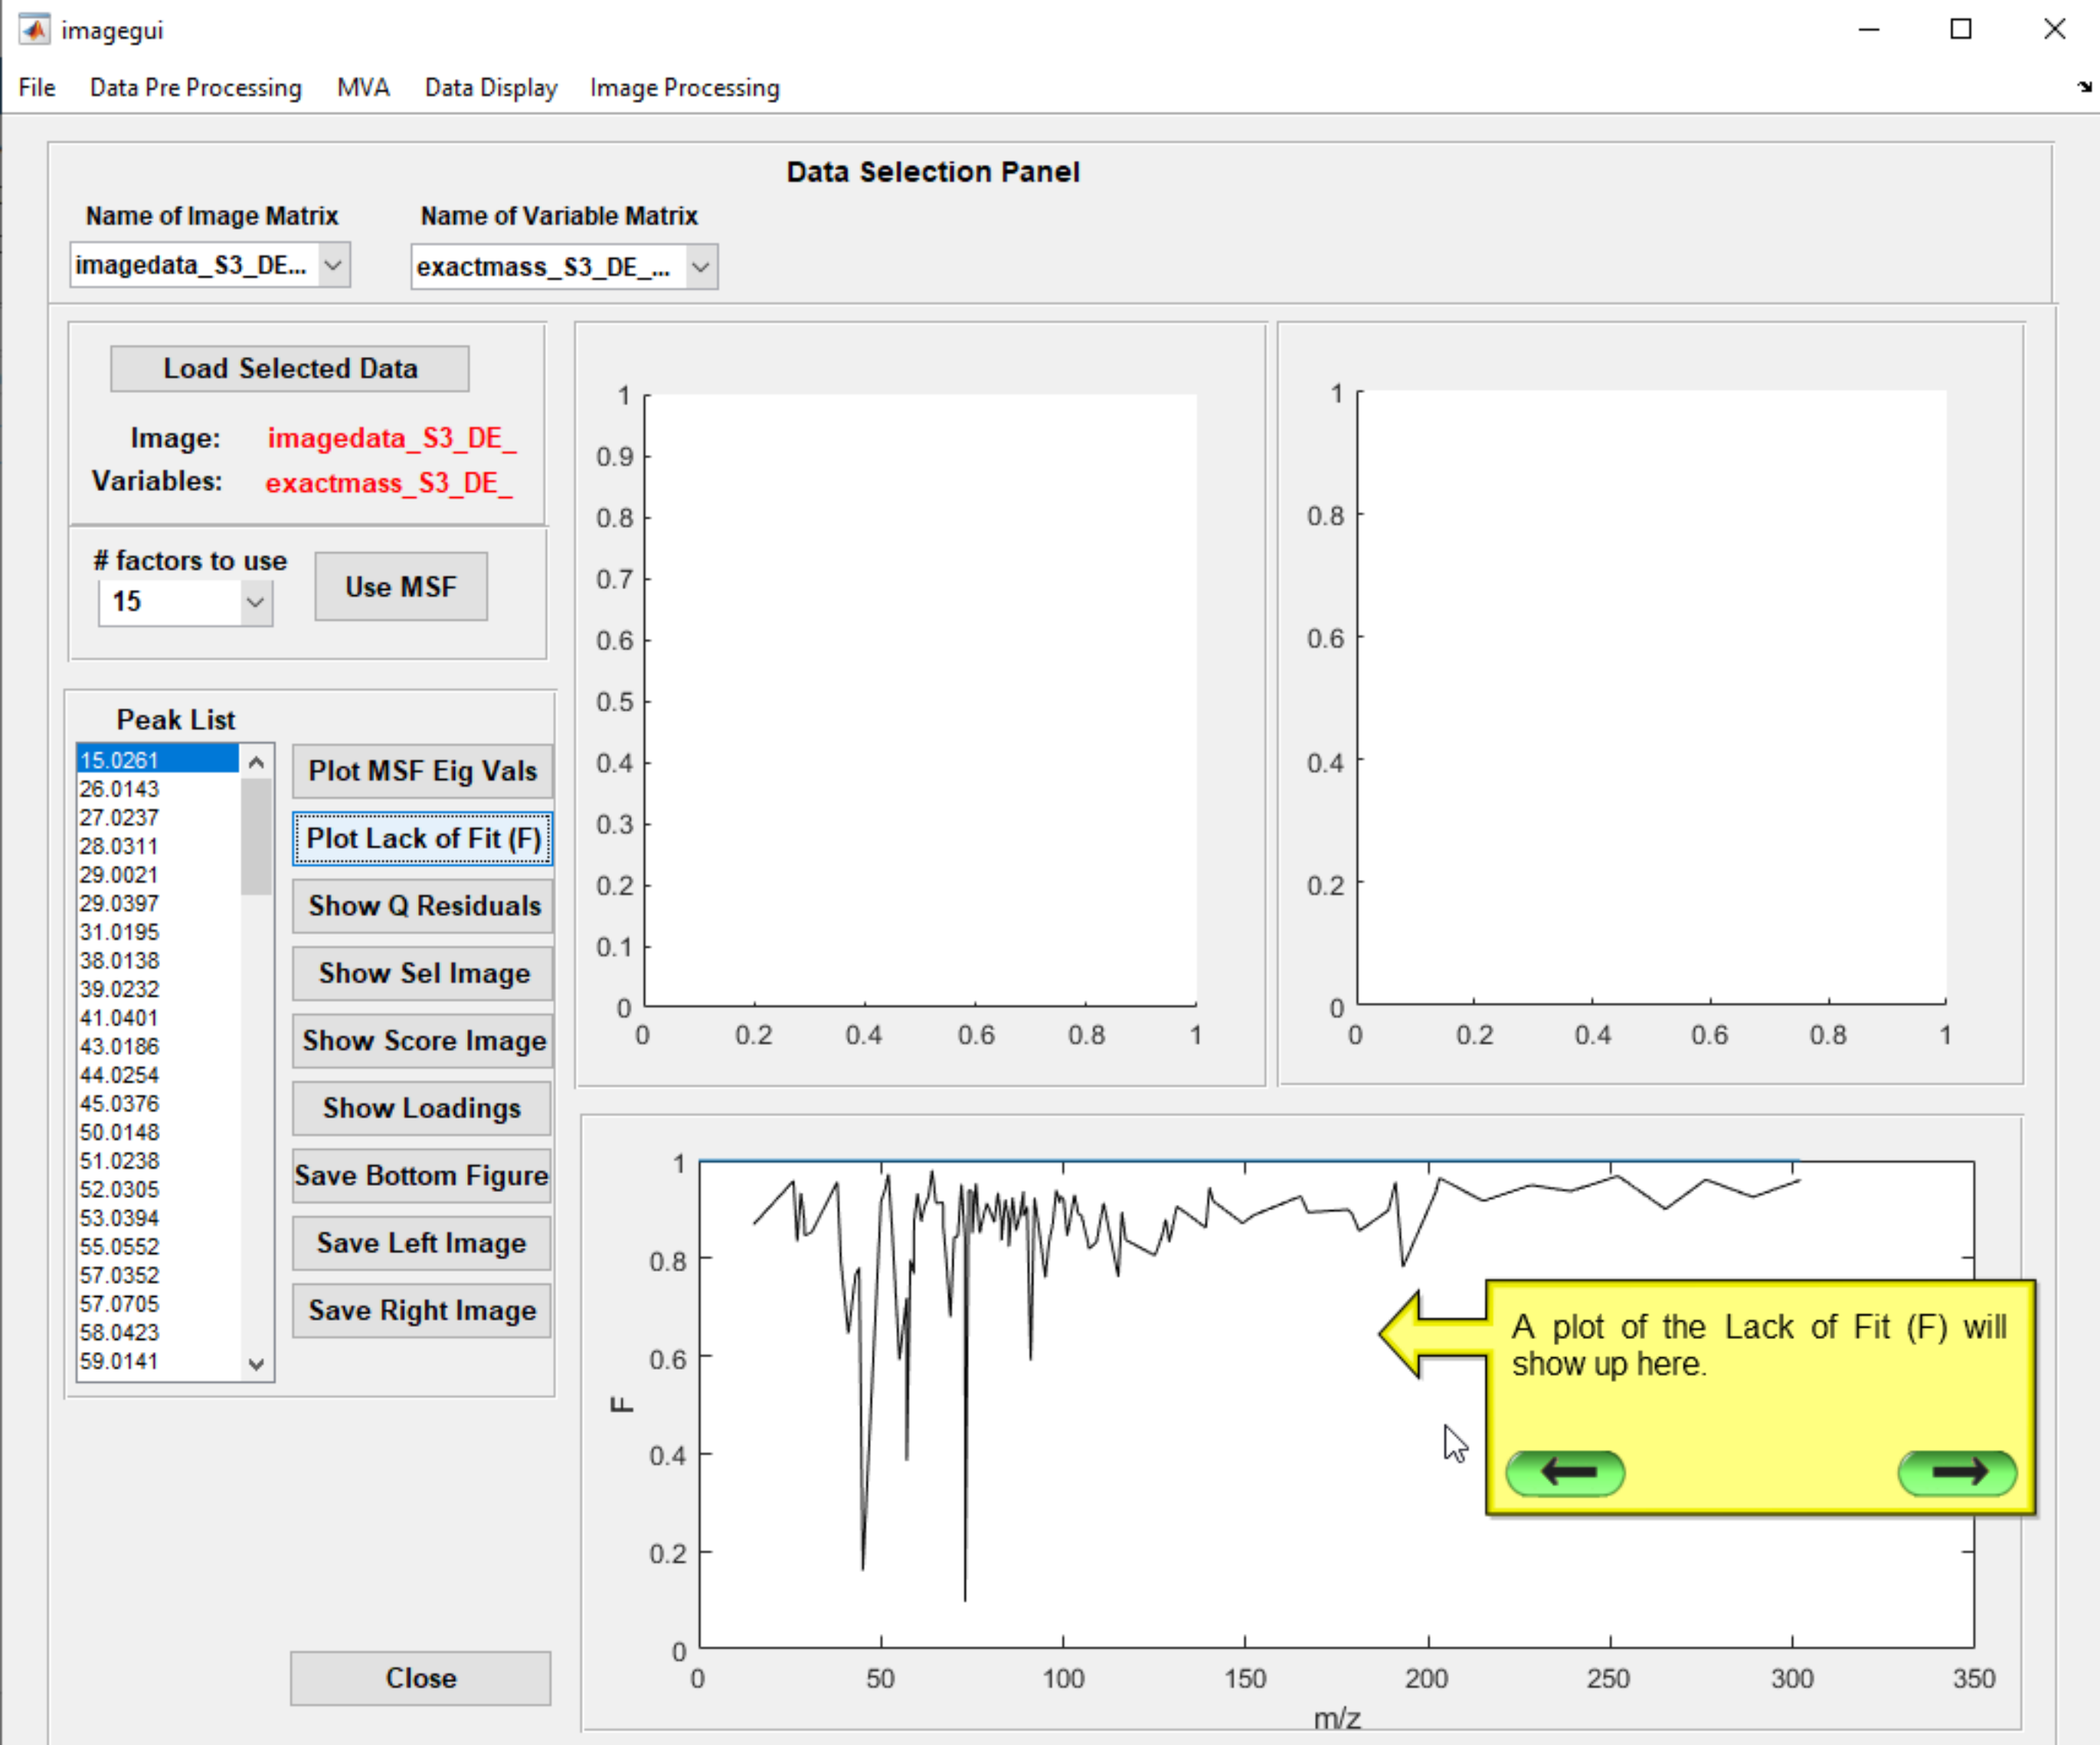 imagegui
File Data Pre Processing MVA Data Display Image Processing
Data Selection Panel
Name of Image Matrix Name of Variable Matrix
imagedata_S3_DE... exactmass_S3_DE_...
Load Selected Data
Image: imagedata_S3_DE_
Variables: exactmass_S3_DE_
# factors to use
15
Use MSF
Peak List
15.0261
26.0143
27.0237
28.0311
29.0021
29.0397
31.0195
38.0138
39.0232
41.0401
43.0186
44.0254
45.0376
50.0148
51.0238
52.0305
53.0394
55.0552
57.0352
57.0705
58.0423
59.0141
Plot MSF Eig Vals
Plot Lack of Fit (F)
Show Q Residuals
Show Sel Image
Show Score Image
Show Loadings
Save Bottom Figure
Save Left Image
Save Right Image
Close
1
0.9
0.8
0.7
0.6
0.5
0.4
0.3
0.2
0.1
0
0 0.2 0.4 0.6 0.8 1
1
0.8
0.6
0.4
0.2
0
0 0.2 0.4 0.6 0.8 1
1
0.8
0.6
0.4
0.2
0
F
0 50 100 150 200 250 300 350
m/z
A plot of the Lack of Fit (F) will
show up here.